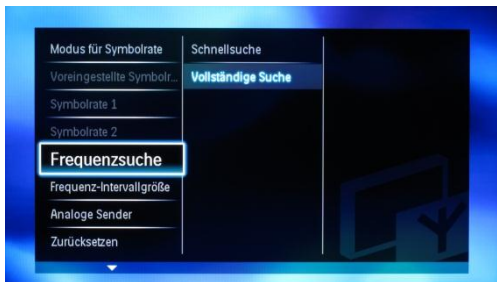 Modus für Symbolrate
Voreingestellte Symbolr...
Symbolrate 1
Symbolrate 2
Frequenzsuche
Frequenz-Intervallgröße
Analoge Sender
Zurücksetzen
Schnellsuche
Vollständige Suche